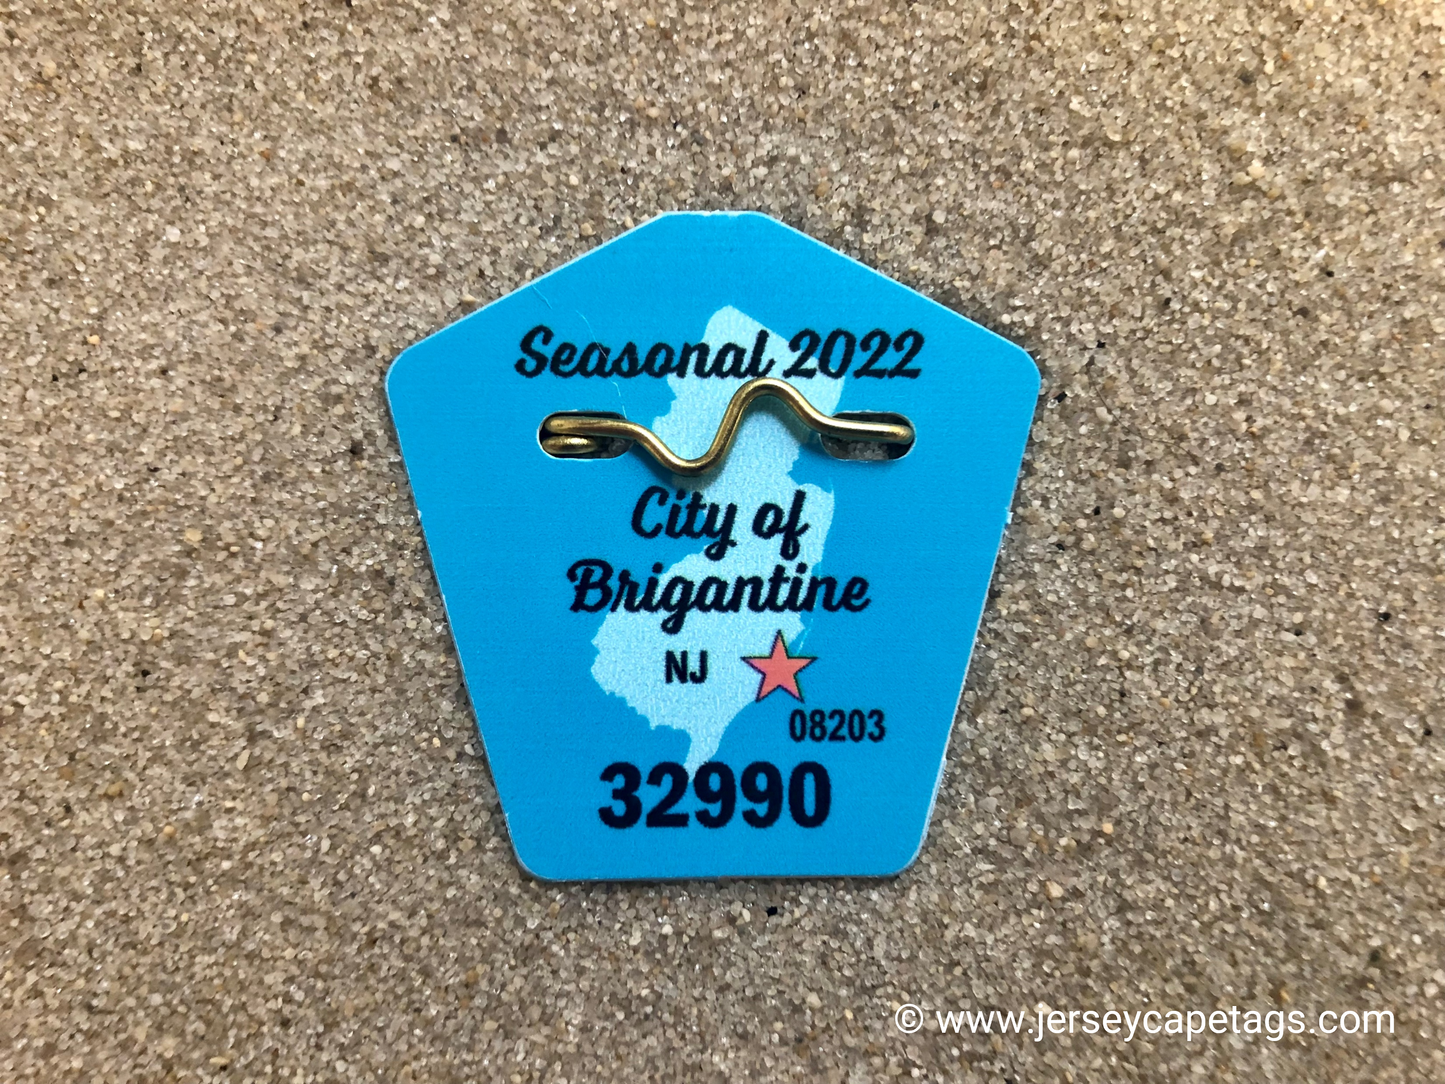 Seasonal 2022
City of
Brigantine
NJ
08203
32990
© www.jerseycapetags.com